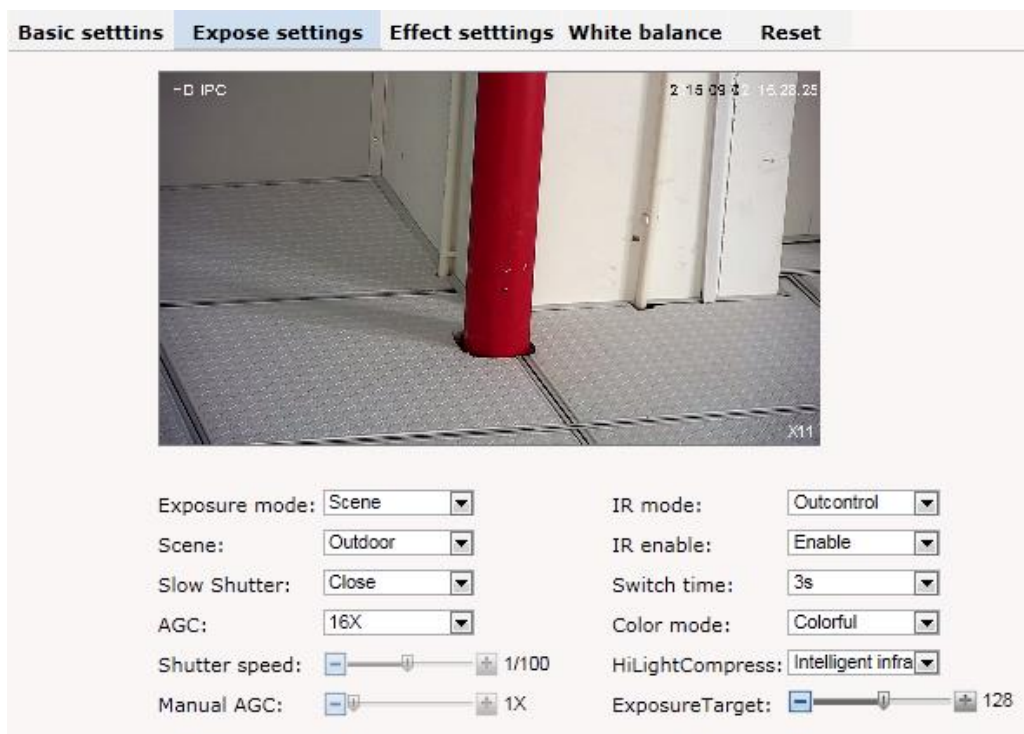 Basic setttins Expose settings Effect setttings White balance Reset
IPC
X11
Exposure mode: Scene
Scene: Outdoor
Slow Shutter: Close
AGC: 16X
Shutter speed: 1/100
Manual AGC: 1X
IR mode: Outcontrol
IR enable: Enable
Switch time: 3s
Color mode: Colorful
HiLightCompress: Intelligent infra
ExposureTarget: 128